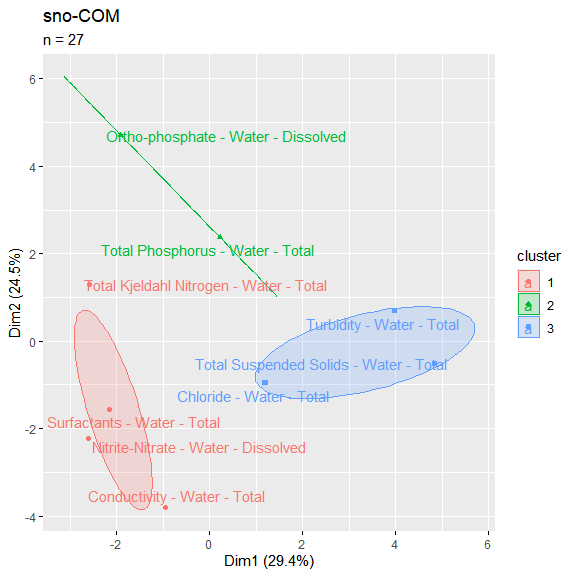 sno-COM
n = 27
6
Ortho-phosphate - Water - Dissolved
4
Total Phosphorus - Water - Total
2
Total Kjeldahl Nitrogen - Water - Total
cluster
1
2
3
Dim2 (24.5%)
Turbidity - Water - Total
0
Total Suspended Solids - Water - Total
Chloride - Water - Total
Surfactants - Water - Total
-2
Nitrite-Nitrate - Water - Dissolved
Conductivity - Water - Total
-4
-2 0 2 4 6
Dim1 (29.4%)